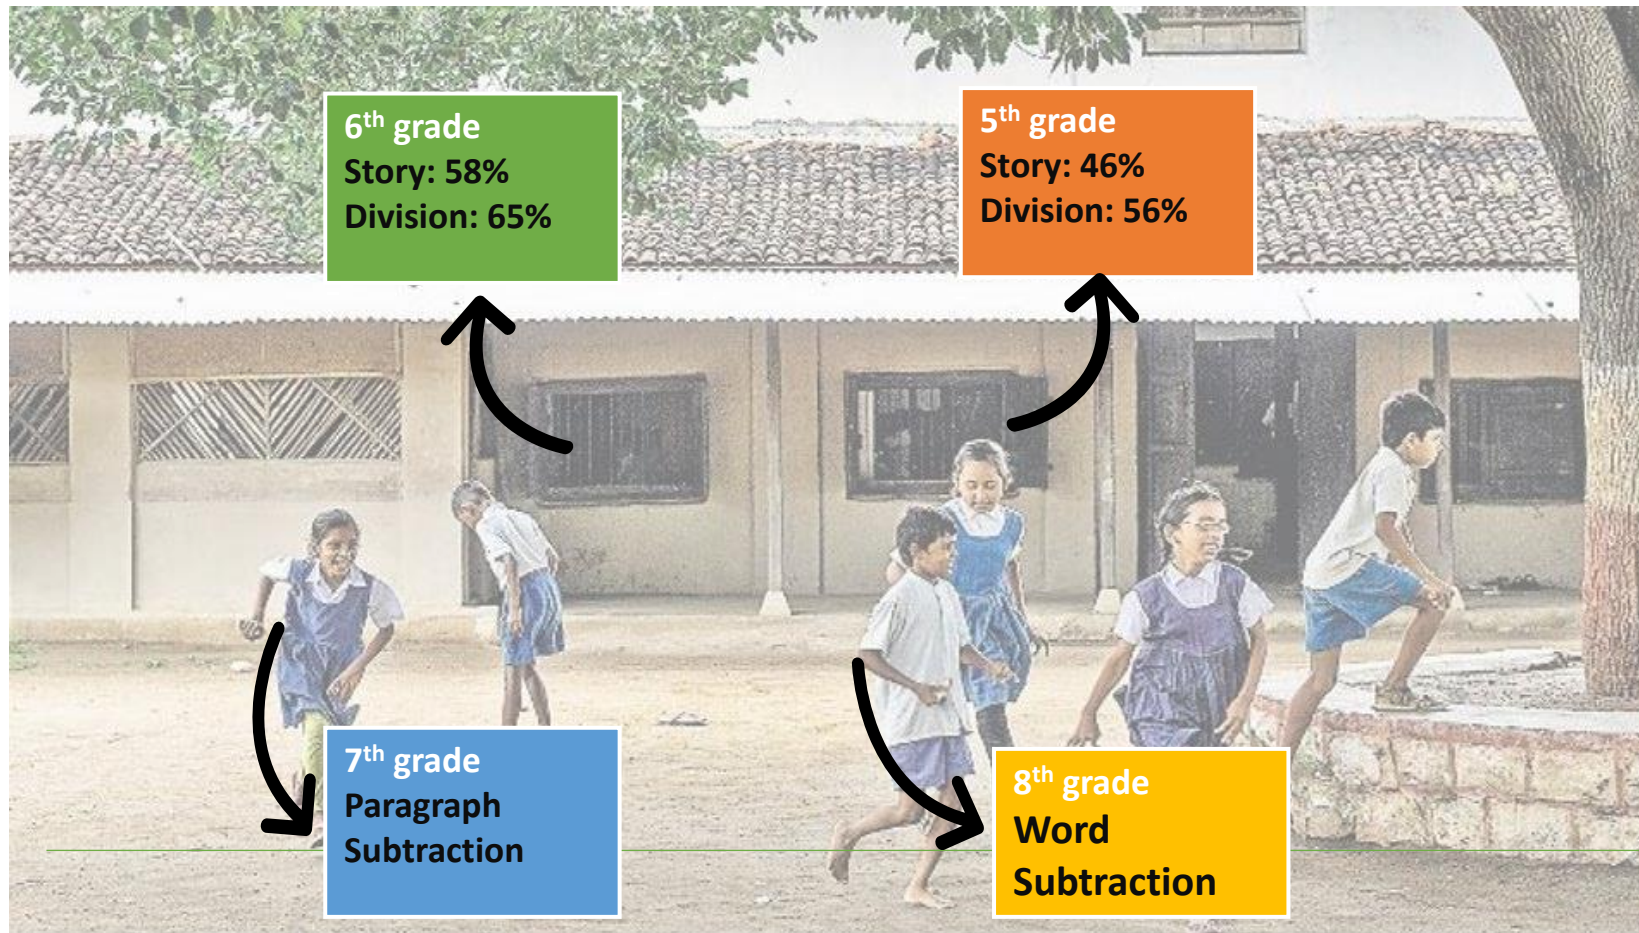 6th grade
Story: 58%
Division: 65%
5th grade
Story: 46%
Division: 56%
7th grade
Paragraph
Subtraction
8th grade
Word
Subtraction